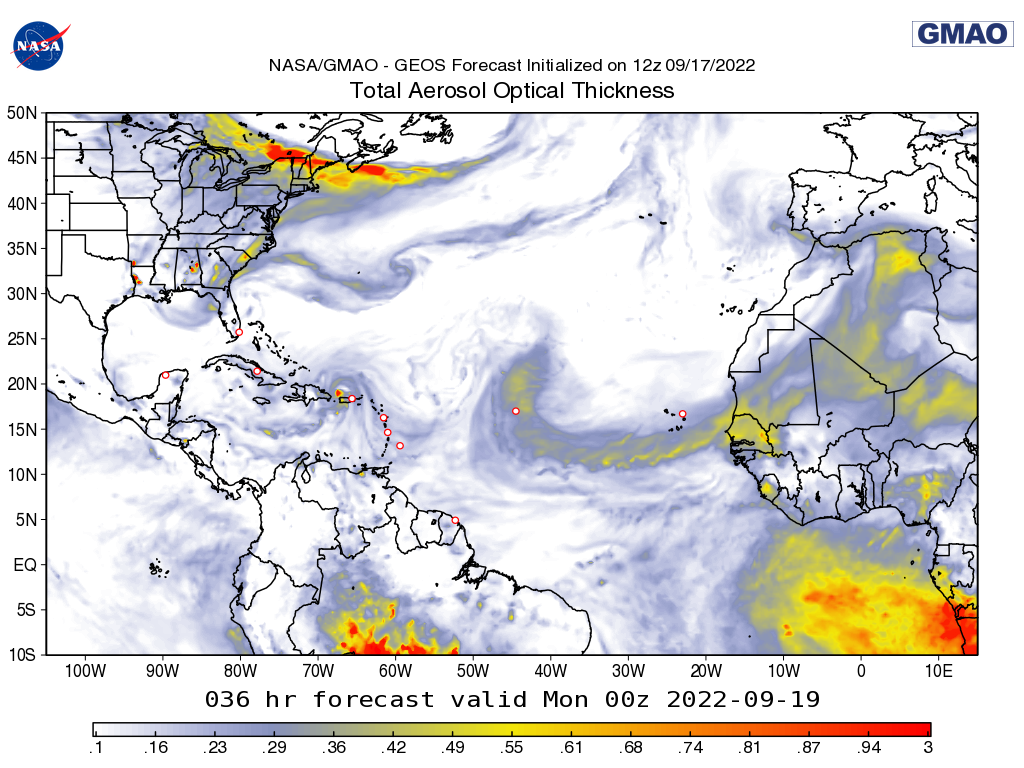 NASA
GMAO
NASA/GMAO - GEOS Forecast Initialized on 12z 09/17/2022
Total Aerosol Optical Thickness
50N
45N
40N
35N
30N
25N
20N
15N
10N
5N
EQ
5S
10S
100W 90W 80W 70W 60W 50W 40W 30W 20W 10W 0 10E
036 hr forecast valid Mon 00z 2022-09-19
.1 .16 .23 .29 .36 .42 .49 .55 .61 .68 .74 .81 .87 .94 3